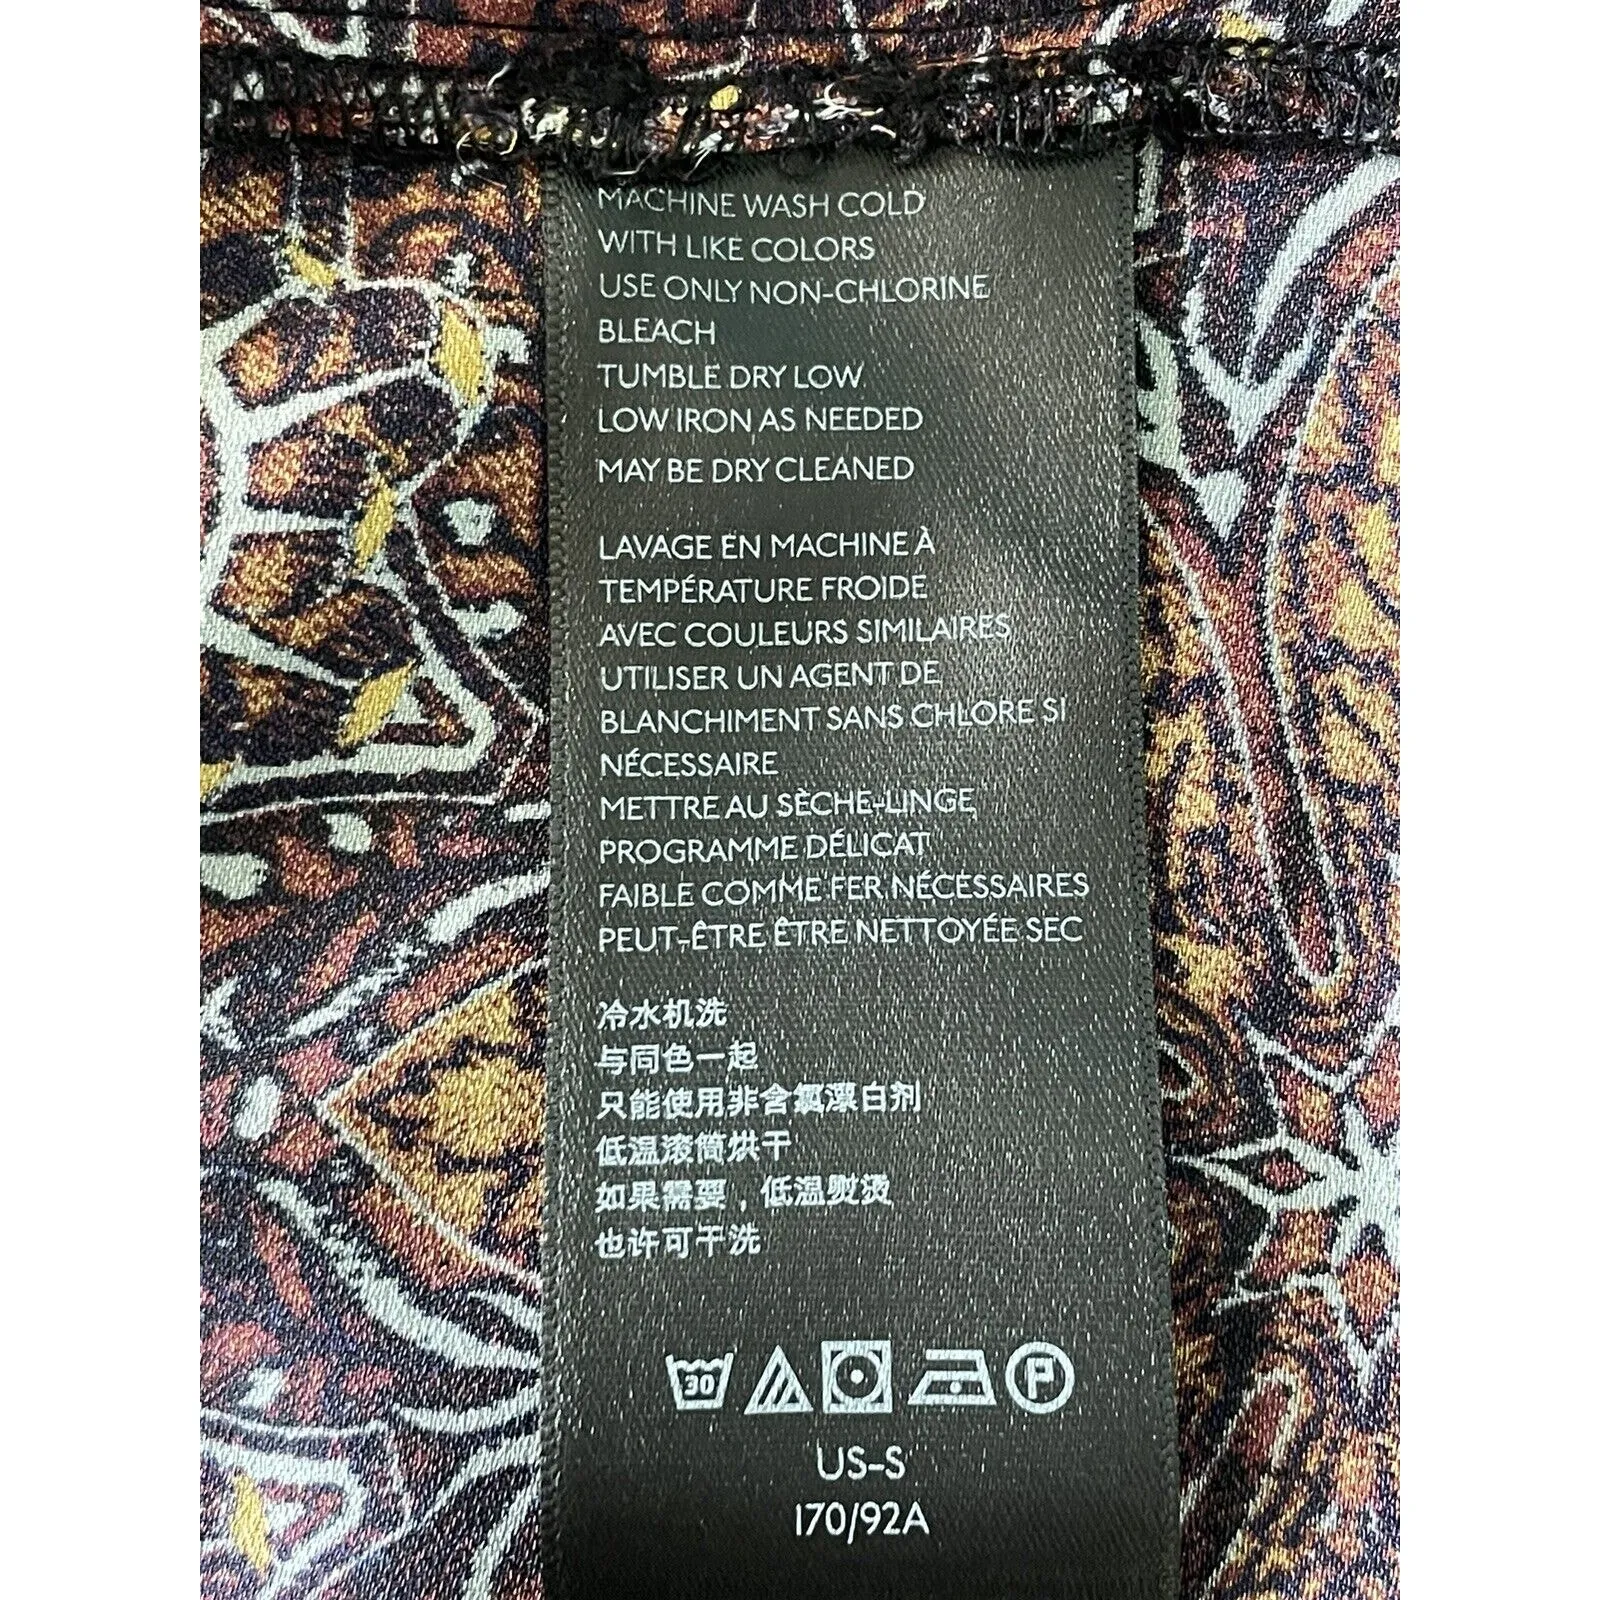 MACHINE WASH COLD
WITH LIKE COLORS
USE ONLY NON-CHLORINE
BLEACH
TUMBLE DRY LOW
LOW IRON AS NEEDED
MAY BE DRY CLEANED
LAVAGE EN MACHINE À
TEMPÉRATURE FROIDE
AVEC COULEURS SIMILAIRES
UTILISER UN AGENT DE
BLANCHIMENT SANS CHLORE SI
NÉCESSAIRE
METTRE AU SÈCHE-LINGE
PROGRAMME DÉLICAT
FAIBLE COMME FER NÉCESSAIRES
PEUT-ÊTRE ÊTRE NETTOYÉE SEC
冷水机洗
与同色一起
只能使用非含氯漂白剂
低温滚筒烘干
如果需要，低温熨烫
也许可干洗
30 P
US-S
170/92A